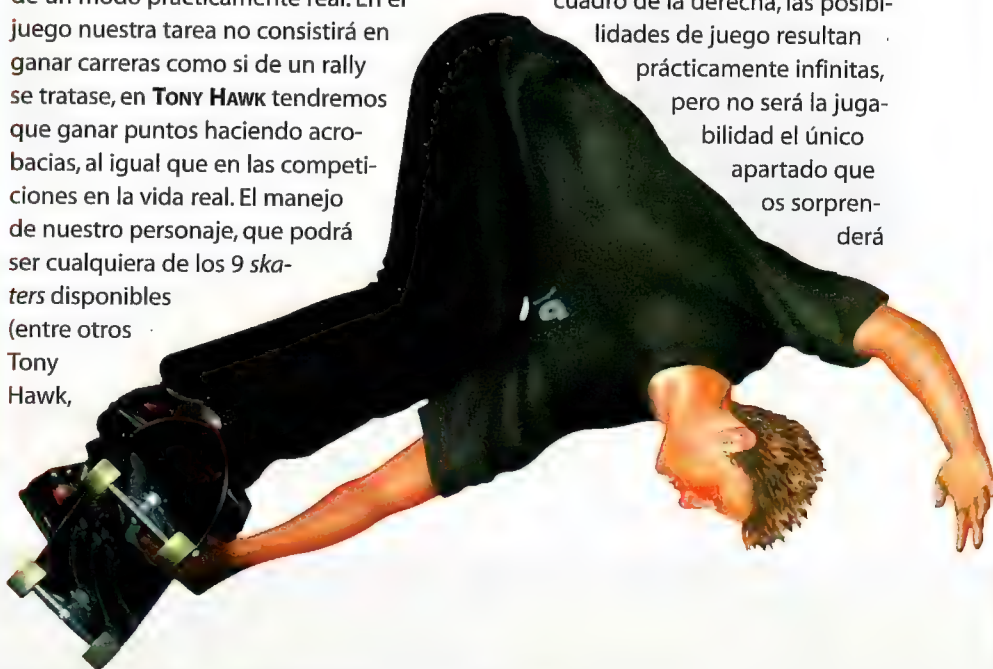 de un modo prácticamente real. En el
juego nuestra tarea no consistirá en
ganar carreras como si de un rally
se tratase, en TONY HAWK tendremos
que ganar puntos haciendo acro-
bacias, al igual que en las competi-
ciones en la vida real. El manejo
de nuestro personaje, que podrá
ser cualquiera de los 9 ska-
ters disponibles
(entre otros
Tony
Hawk,
cuadro de la derecha, las posibi-
lidades de juego resultan
prácticamente infinitas,
pero no será la juga-
bilidad el único
apartado que
os sorpren-
derá